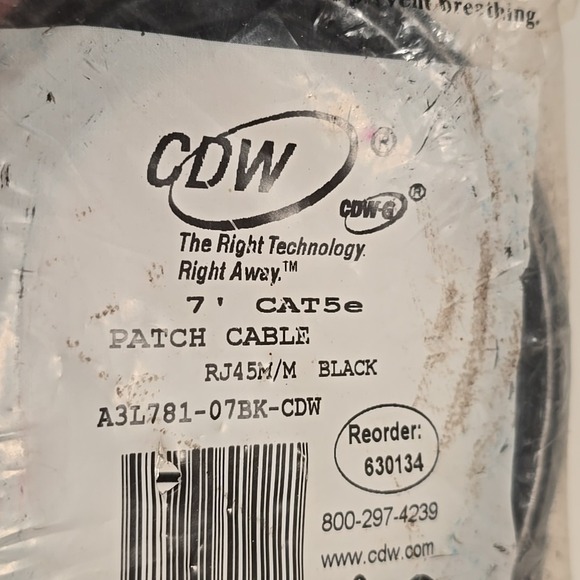 breathing.
CDW®
CDW-G®
The Right Technology.
Right Away.™
7' CAT5e
PATCH CABLE
RJ45M/M BLACK
A3L781-07BK-CDW
Reorder:
630134
800-297-4239
www.cdw.com